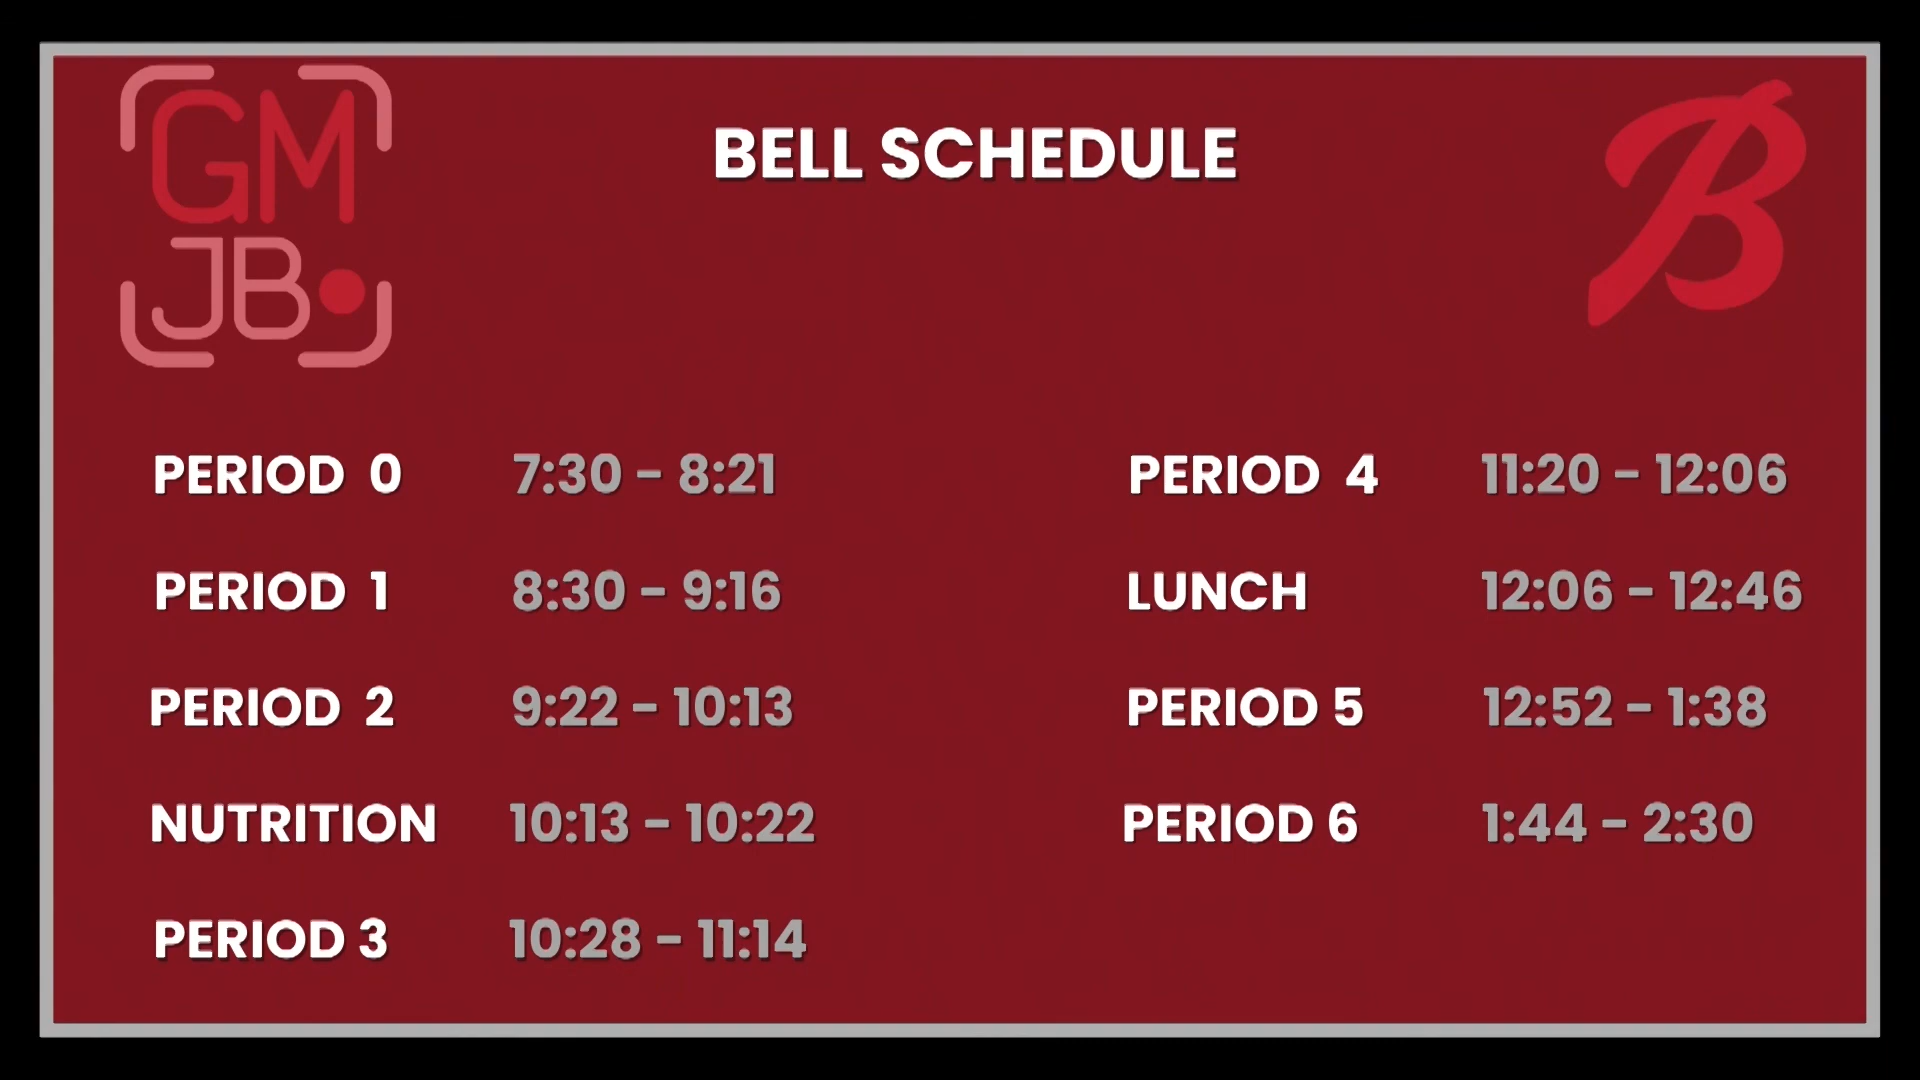 GM
JB
B
BELL SCHEDULE
PERIOD 0 7:30 - 8:21
PERIOD 1 8:30 - 9:16
PERIOD 2 9:22 - 10:13
NUTRITION 10:13 - 10:22
PERIOD 3 10:28 - 11:14
PERIOD 4 11:20 - 12:06
LUNCH 12:06 - 12:46
PERIOD 5 12:52 - 1:38
PERIOD 6 1:44 - 2:30